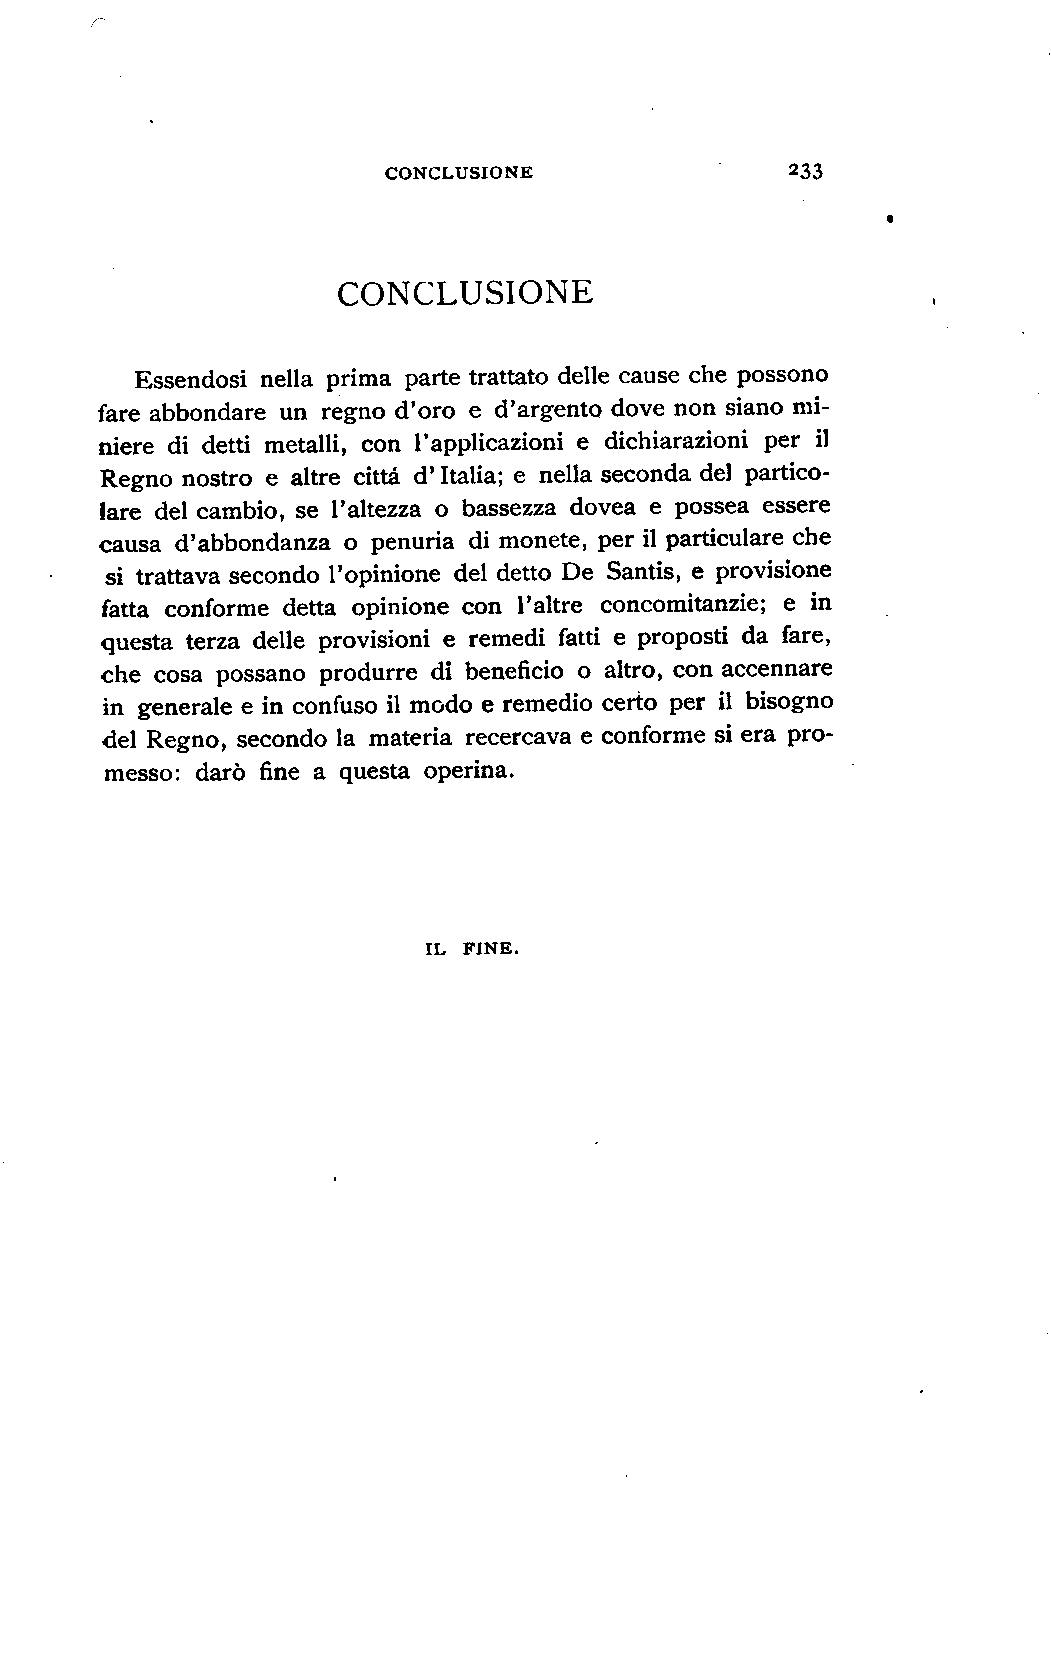 CONCLUSIONE 233
CONCLUSIONE
Essendosi nella prima parte trattato delle cause che possono
fare abbondare un regno d'oro e d'argento dove non siano mi-
niere di detti metalli, con l'applicazioni e dichiarazioni per il
Regno nostro e altre cittá d'Italia; e nella seconda del partico-
lare del cambio, se l'altezza o bassezza dovea e possea essere
causa d'abbondanza o penuria di monete, per il particulare che
si trattava secondo l'opinione del detto De Santis, e provisione
fatta conforme detta opinione con l'altre concomitanzie; e in
questa terza delle provisioni e remedi fatti e proposti da fare,
che cosa possano produrre di beneficio o altro, con accennare
in generale e in confuso il modo e remedio certo per il bisogno
del Regno, secondo la materia recercava e conforme si era pro-
messo: darò fine a questa operina.
IL FINE.